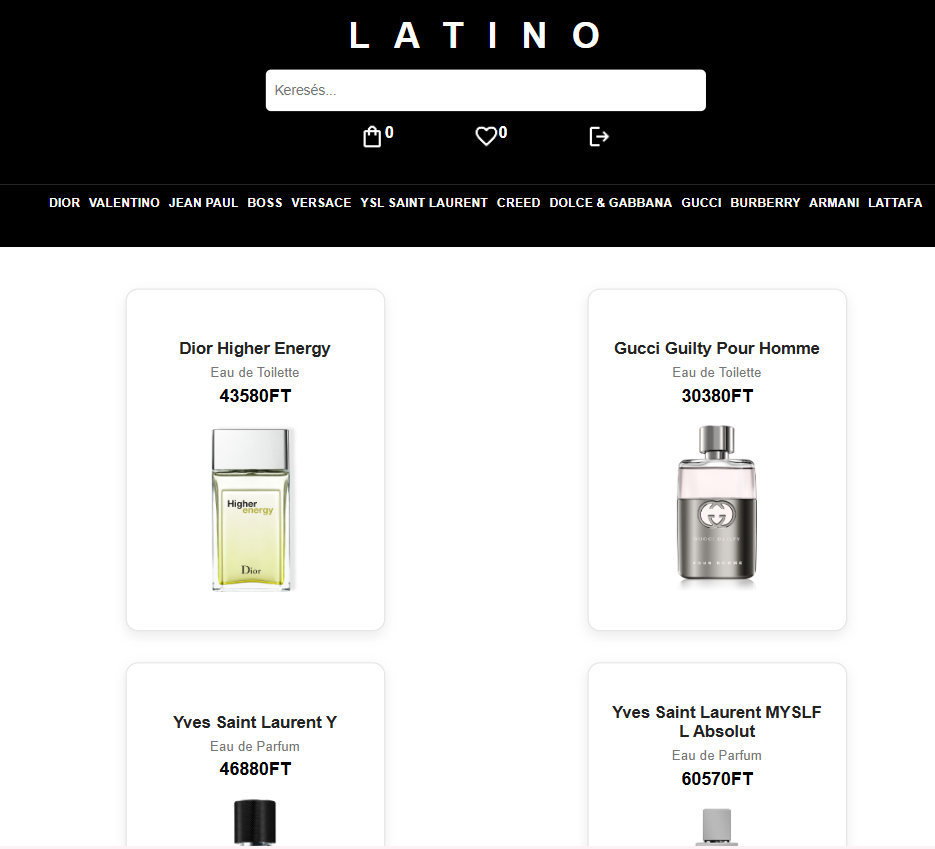 LATINO
Keresés...
0
0
DIOR VALENTINO JEAN PAUL BOSS VERSACE YSL SAINT LAURENT CREED DOLCE & GABBANA GUCCI BURBERRY ARMANI LATTAFA
Dior Higher Energy
Eau de Toilette
43580FT
Higher
energy
Dior
Gucci Guilty Pour Homme
Eau de Toilette
30380FT
GUCCI GUILTY
POUR HOMME
Yves Saint Laurent Y
Eau de Parfum
46880FT
Yves Saint Laurent MYSLF
L Absolut
Eau de Parfum
60570FT